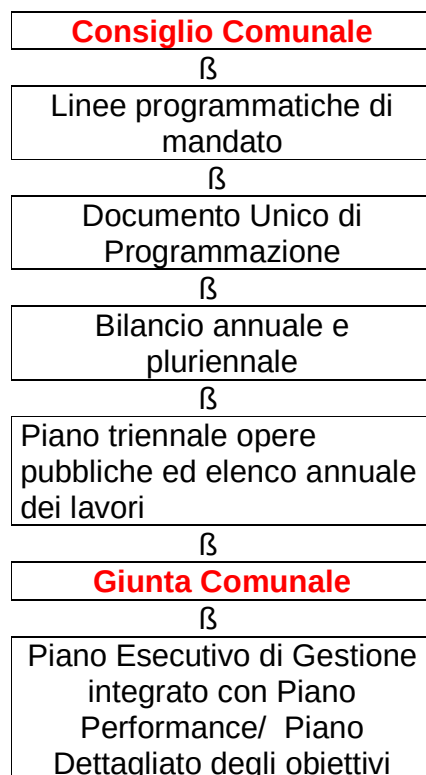 Consiglio Comunale
ß
Linee programmatiche di
mandato
ß
Documento Unico di
Programmazione
ß
Bilancio annuale e
pluriennale
ß
Piano triennale opere
pubbliche ed elenco annuale
dei lavori
ß
Giunta Comunale
ß
Piano Esecutivo di Gestione
integrato con Piano
Performance/ Piano
Dettagliato degli obiettivi